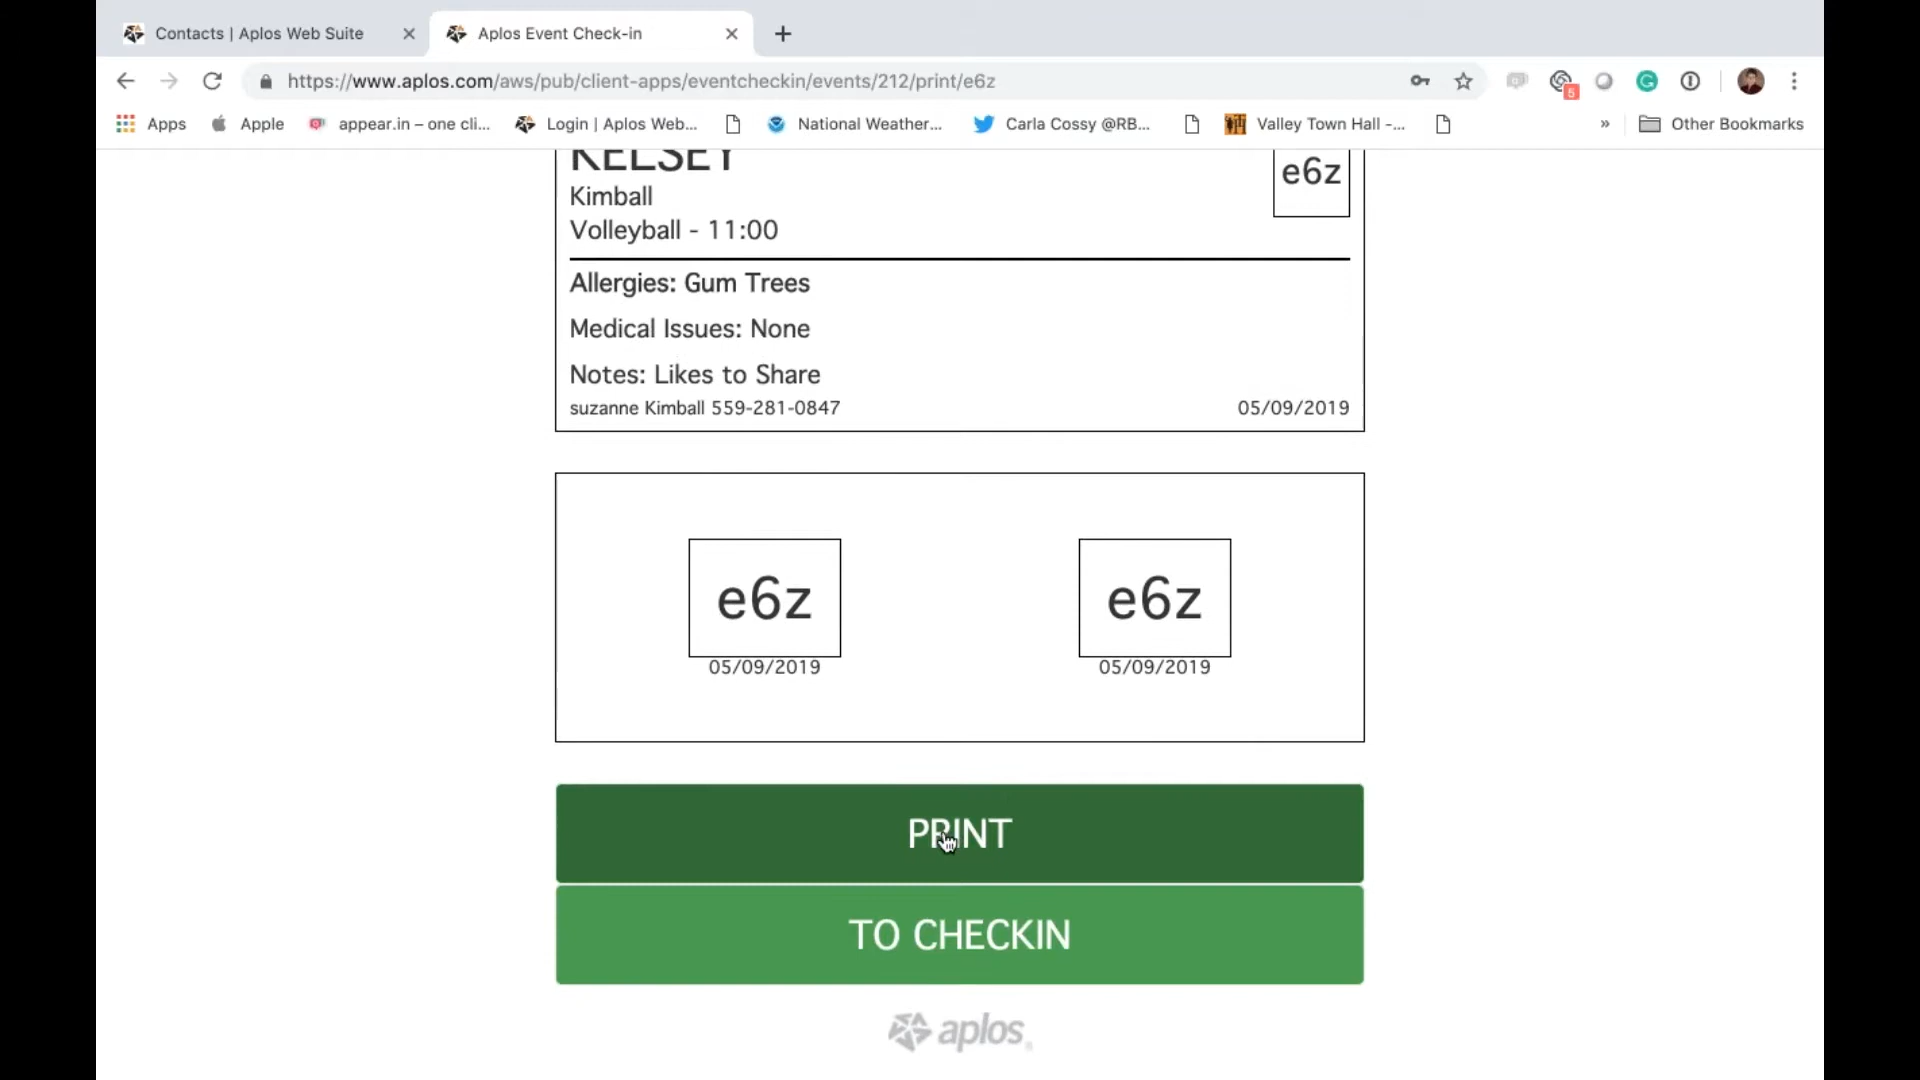 Contacts | Aplos Web Suite
Aplos Event Check-in
https://www.aplos.com/aws/pub/client-apps/eventcheckin/events/212/print/e6z
5
Apps
Apple
appear.in – one cli...
Login | Aplos Web...
National Weather...
Carla Cossy @RB...
Valley Town Hall -...
»
Other Bookmarks
KELSEY
e6z
Kimball
Volleyball - 11:00
Allergies: Gum Trees
Medical Issues: None
Notes: Likes to Share
suzanne Kimball 559-281-0847
05/09/2019
e6z
05/09/2019
e6z
05/09/2019
PRINT
TO CHECKIN
aplos